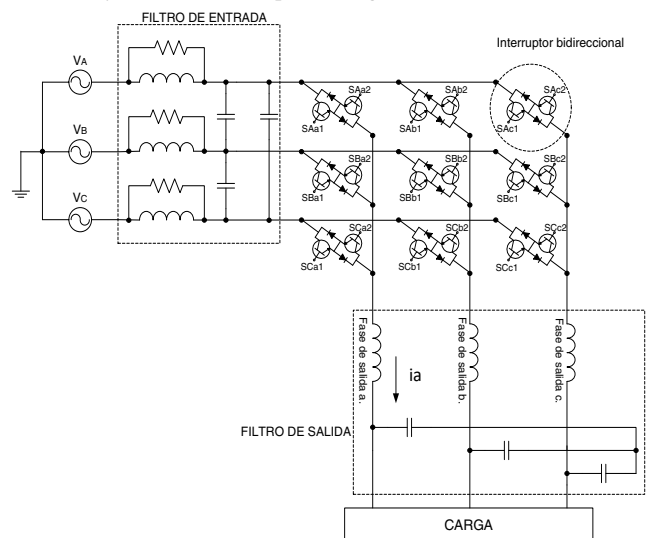 FILTRO DE ENTRADA
Interruptor bidireccional
VA
SAa2
SAb2
SAc2
SAa1
SAb1
SAc1
VB
SBa2
SBb2
SBc2
SBa1
SBb1
SBc1
VC
SCa2
SCb2
SCc2
SCa1
SCb1
SCc1
Fase de salida a.
Fase de salida b.
Fase de salida c.
ia
FILTRO DE SALIDA
CARGA